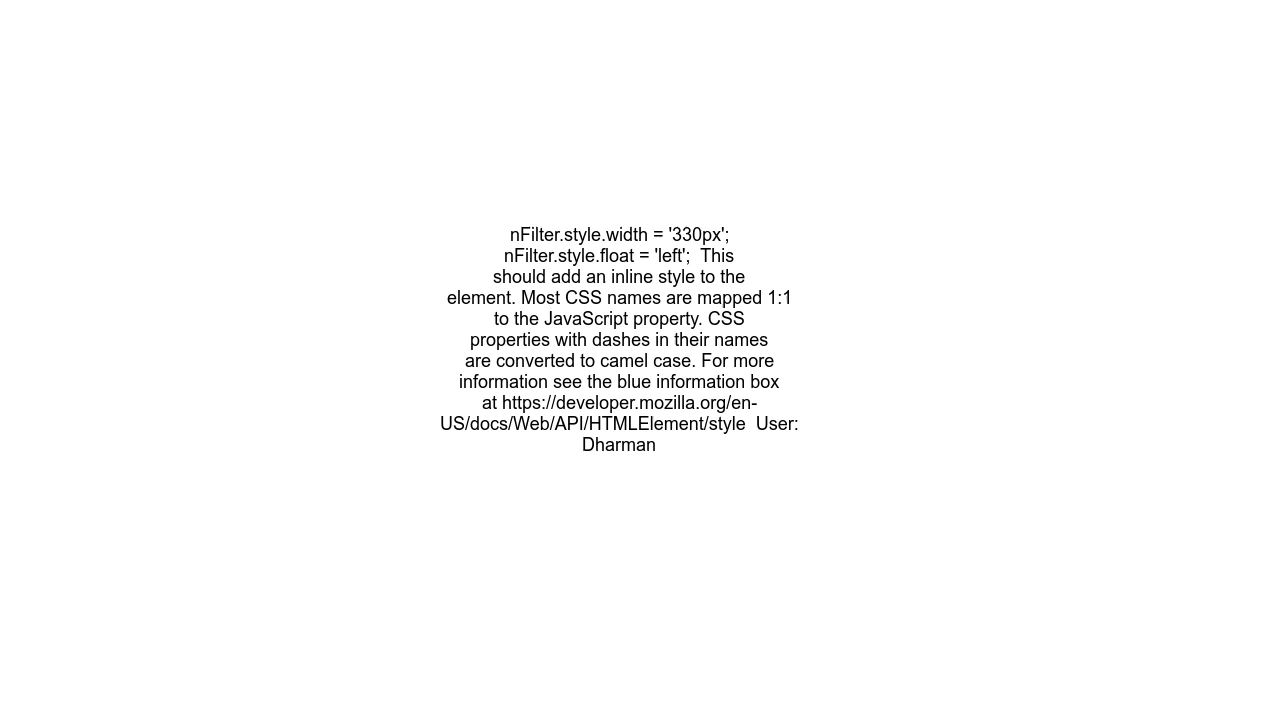 nFilter.style.width = '330px';
nFilter.style.float = 'left';  This
should add an inline style to the
element. Most CSS names are mapped 1:1
to the JavaScript property. CSS
properties with dashes in their names
are converted to camel case. For more
information see the blue information box
at https://developer.mozilla.org/en-
US/docs/Web/API/HTMLElement/style  User:
Dharman